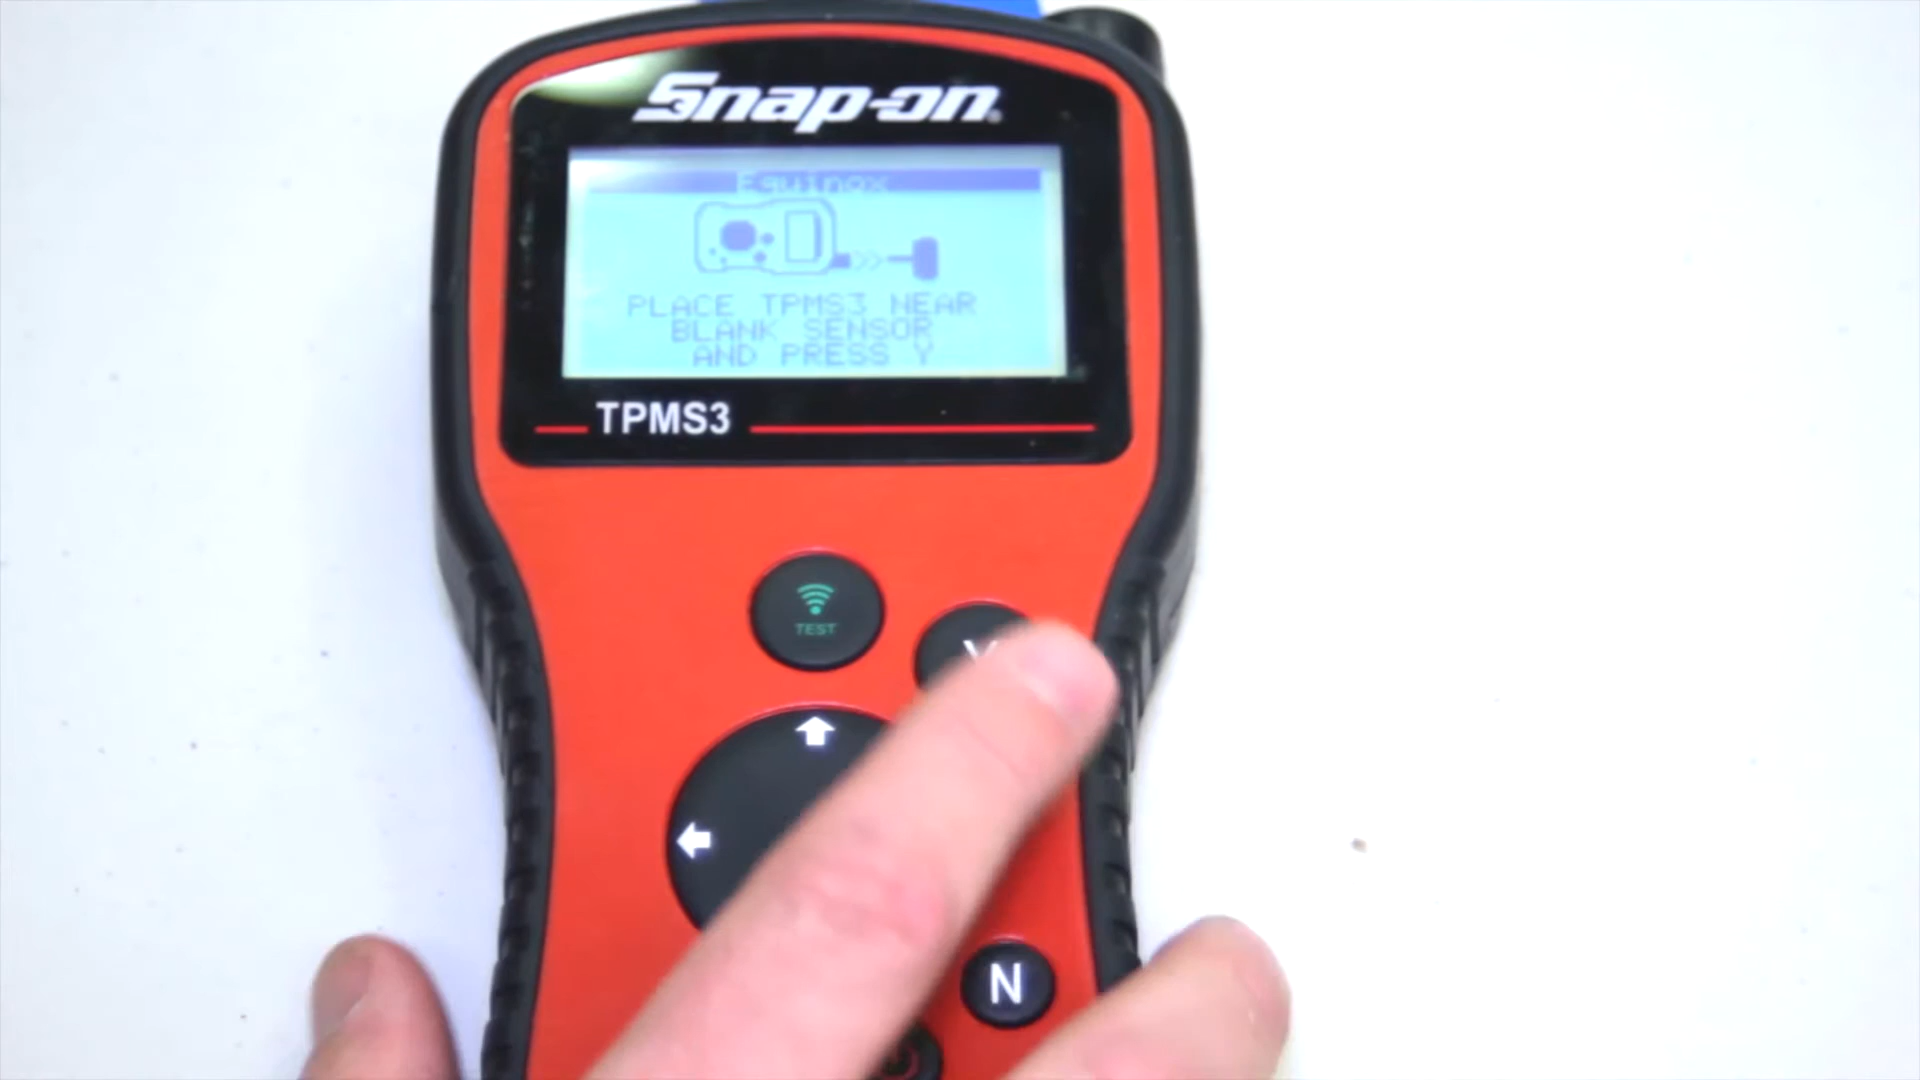 Snap-on®
Equinox
PLACE TPMS3 NEAR
BLANK SENSOR
AND PRESS Y
TPMS3
TEST
Y
N